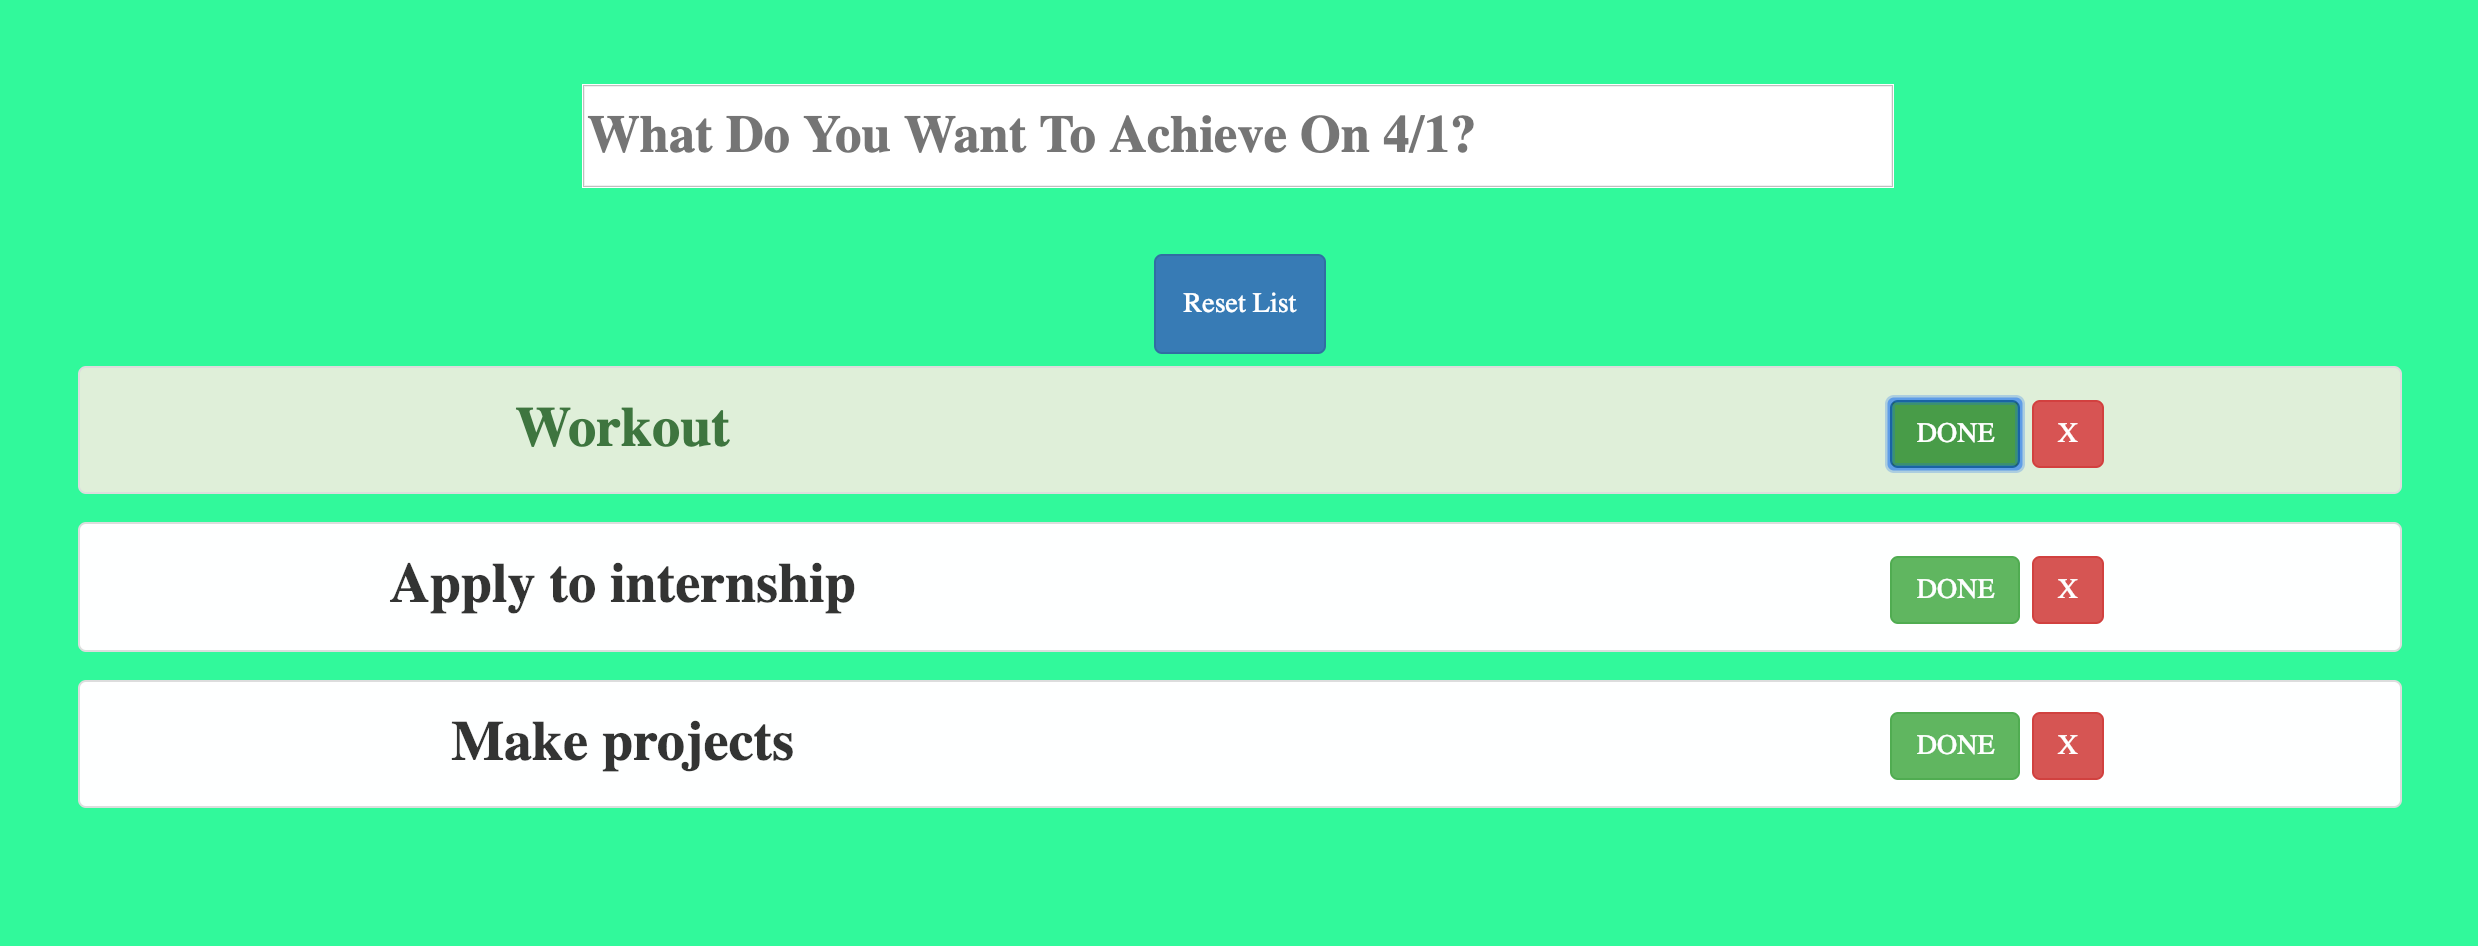 What Do You Want To Achieve On 4/1?
Reset List
Workout DONE X
Apply to internship DONE X
Make projects DONE X